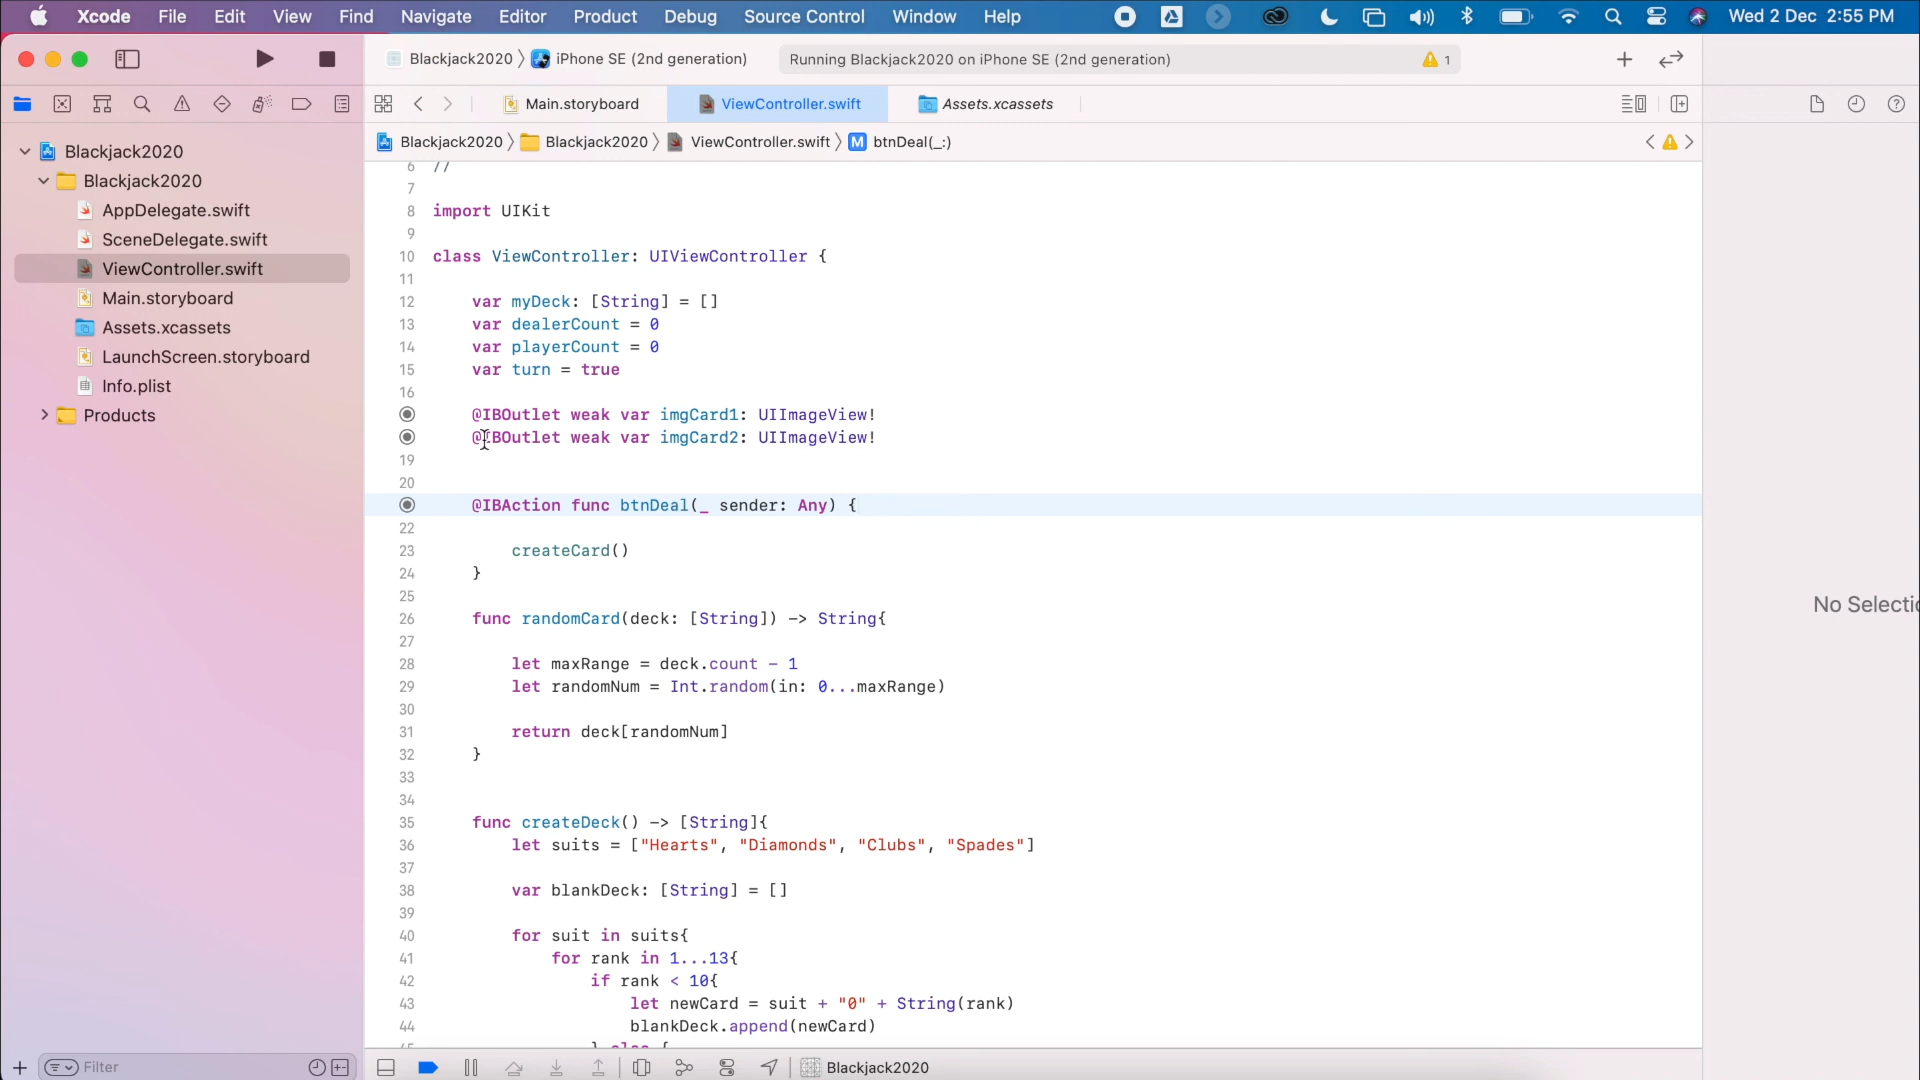 Xcode File Edit View Find Navigate Editor Product Debug Source Control Window Help Wed 2 Dec 2:55 PM
Blackjack2020 iPhone SE (2nd generation) Running Blackjack2020 on iPhone SE (2nd generation) 1
Main.storyboard ViewController.swift Assets.xcassets
Blackjack2020 Blackjack2020 ViewController.swift M btnDeal(_:)
Blackjack2020
Blackjack2020
AppDelegate.swift
SceneDelegate.swift
ViewController.swift
Main.storyboard
Assets.xcassets
LaunchScreen.storyboard
Info.plist
Products
6 //
7
8 import UIKit
9
10 class ViewController: UIViewController {
11
12 var myDeck: [String] = []
13 var dealerCount = 0
14 var playerCount = 0
15 var turn = true
16
@IBOutlet weak var imgCard1: UIImageView!
@IBOutlet weak var imgCard2: UIImageView!
19
20
@IBAction func btnDeal(_ sender: Any) {
22
23 createCard()
24 }
25
26 func randomCard(deck: [String]) -> String{
27
28 let maxRange = deck.count - 1
29 let randomNum = Int.random(in: 0...maxRange)
30
31 return deck[randomNum]
32 }
33
34
35 func createDeck() -> [String]{
36 let suits = ["Hearts", "Diamonds", "Clubs", "Spades"]
37
38 var blankDeck: [String] = []
39
40 for suit in suits{
41 for rank in 1...13{
42 if rank < 10{
43 let newCard = suit + "0" + String(rank)
44 blankDeck.append(newCard)
45 } else {
No Selectio
Filter
Blackjack2020